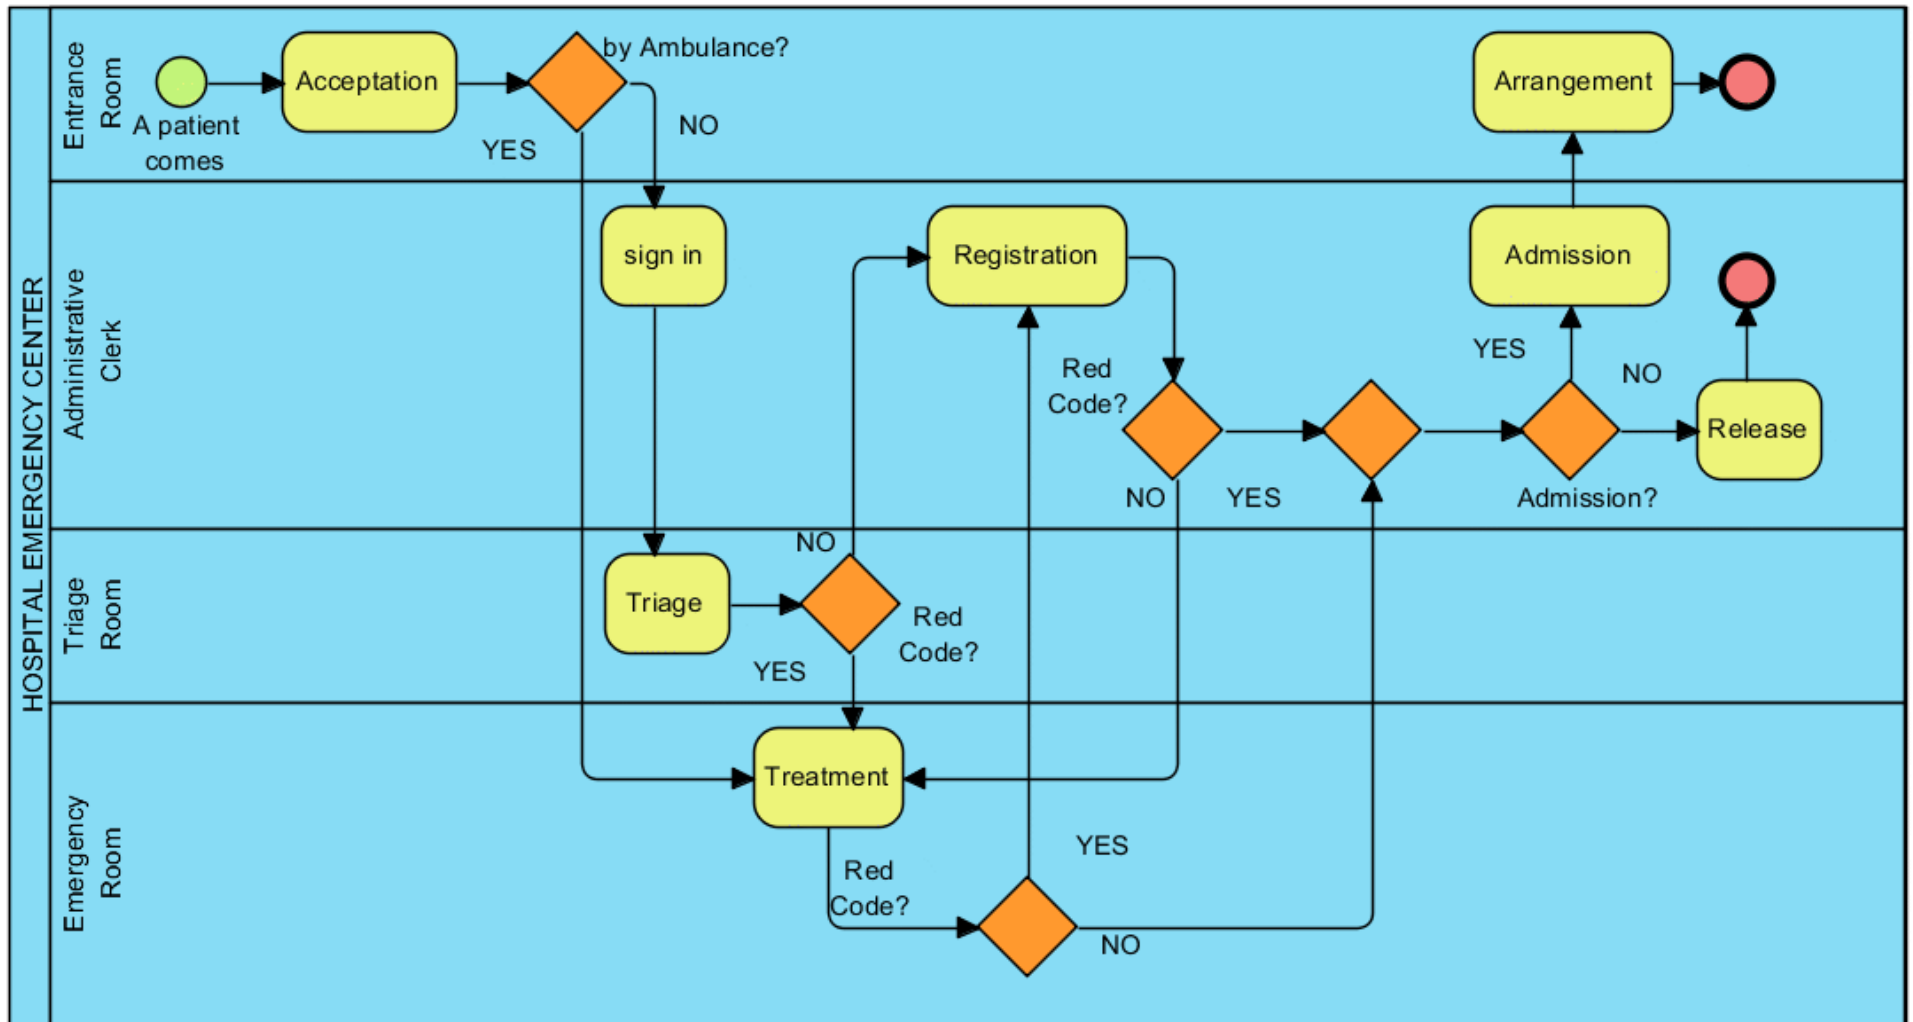 HOSPITAL EMERGENCY CENTER
Entrance
Room
A patient
comes
Acceptation
by Ambulance?
YES
NO
Arrangement
Administrative
Clerk
sign in
Registration
Red
Code?
NO
YES
Admission
YES
NO
Admission?
Release
Triage
Room
Triage
NO
Red
Code?
YES
Emergency
Room
Treatment
Red
Code?
YES
NO